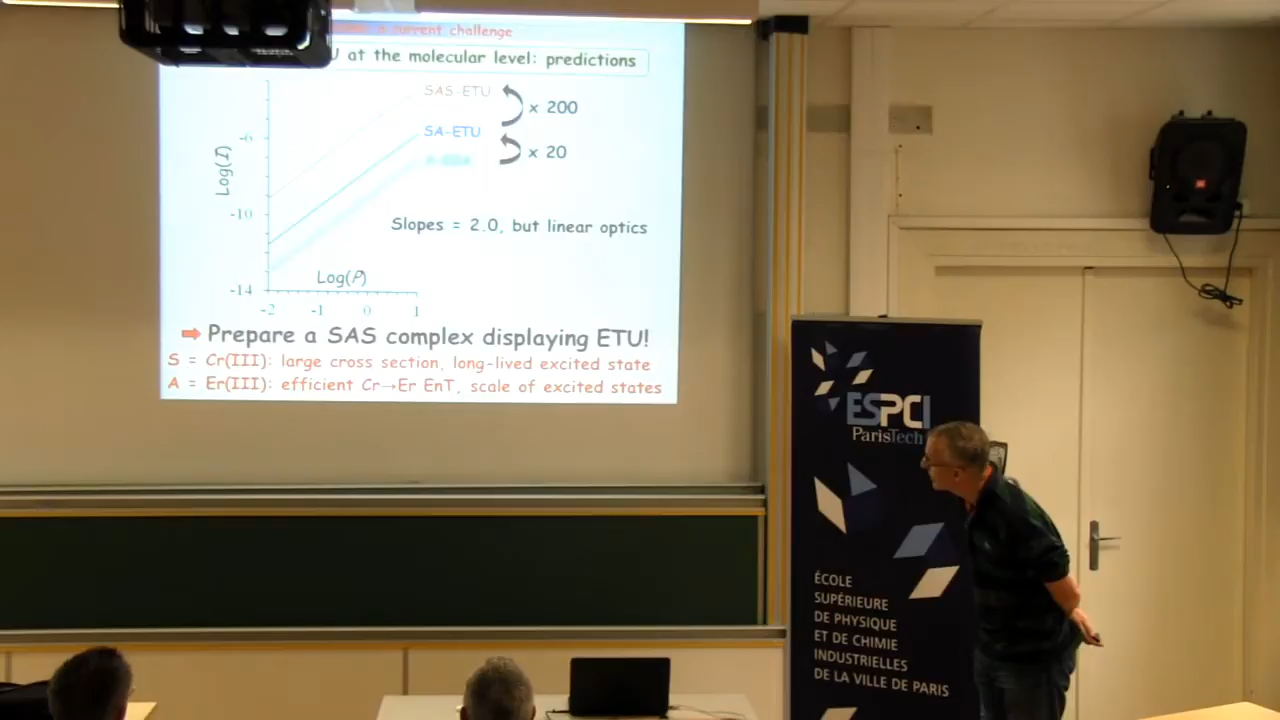 a current challenge
at the molecular level: predictions
SAS-ETU
x 200
SA-ETU
x 20
Log(I)
-6
-10
-14
Slopes = 2.0, but linear optics
Log(P)
-2 -1 0 1
➡ Prepare a SAS complex displaying ETU!
S = Cr(III): large cross section, long-lived excited state
A = Er(III): efficient Cr→Er EnT, scale of excited states
ESPCI
ParisTech
ÉCOLE
SUPÉRIEURE
DE PHYSIQUE
ET DE CHIMIE
INDUSTRIELLES
DE LA VILLE DE PARIS